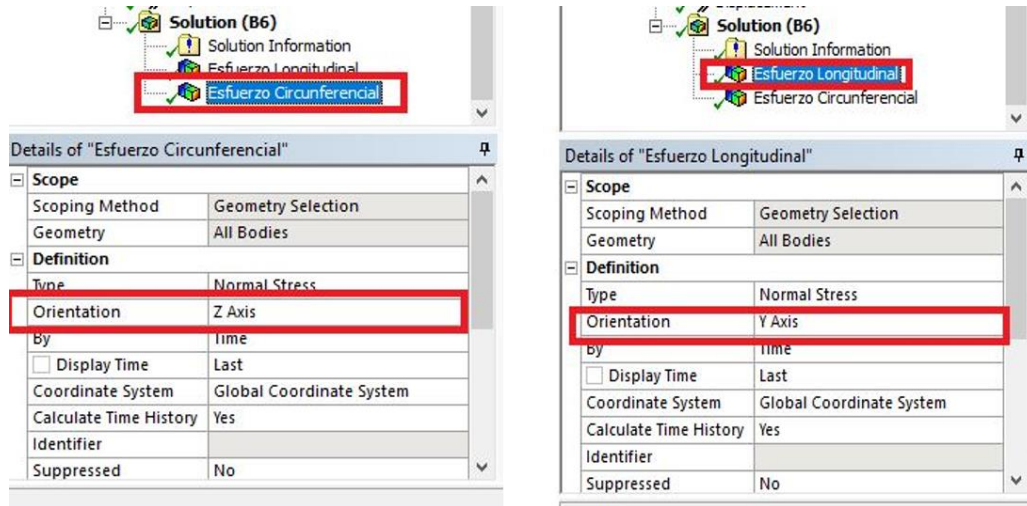 Solution (B6)
Solution Information
Esfuerzo Longitudinal
Esfuerzo Circunferencial
Details of "Esfuerzo Circunferencial"
Scope
Scoping Method Geometry Selection
Geometry All Bodies
Definition
Type Normal Stress
Orientation Z Axis
By Time
Display Time Last
Coordinate System Global Coordinate System
Calculate Time History Yes
Identifier
Suppressed No
Displacement
Solution (B6)
Solution Information
Esfuerzo Longitudinal
Esfuerzo Circunferencial
Details of "Esfuerzo Longitudinal"
Scope
Scoping Method Geometry Selection
Geometry All Bodies
Definition
Type Normal Stress
Orientation Y Axis
By Time
Display Time Last
Coordinate System Global Coordinate System
Calculate Time History Yes
Identifier
Suppressed No